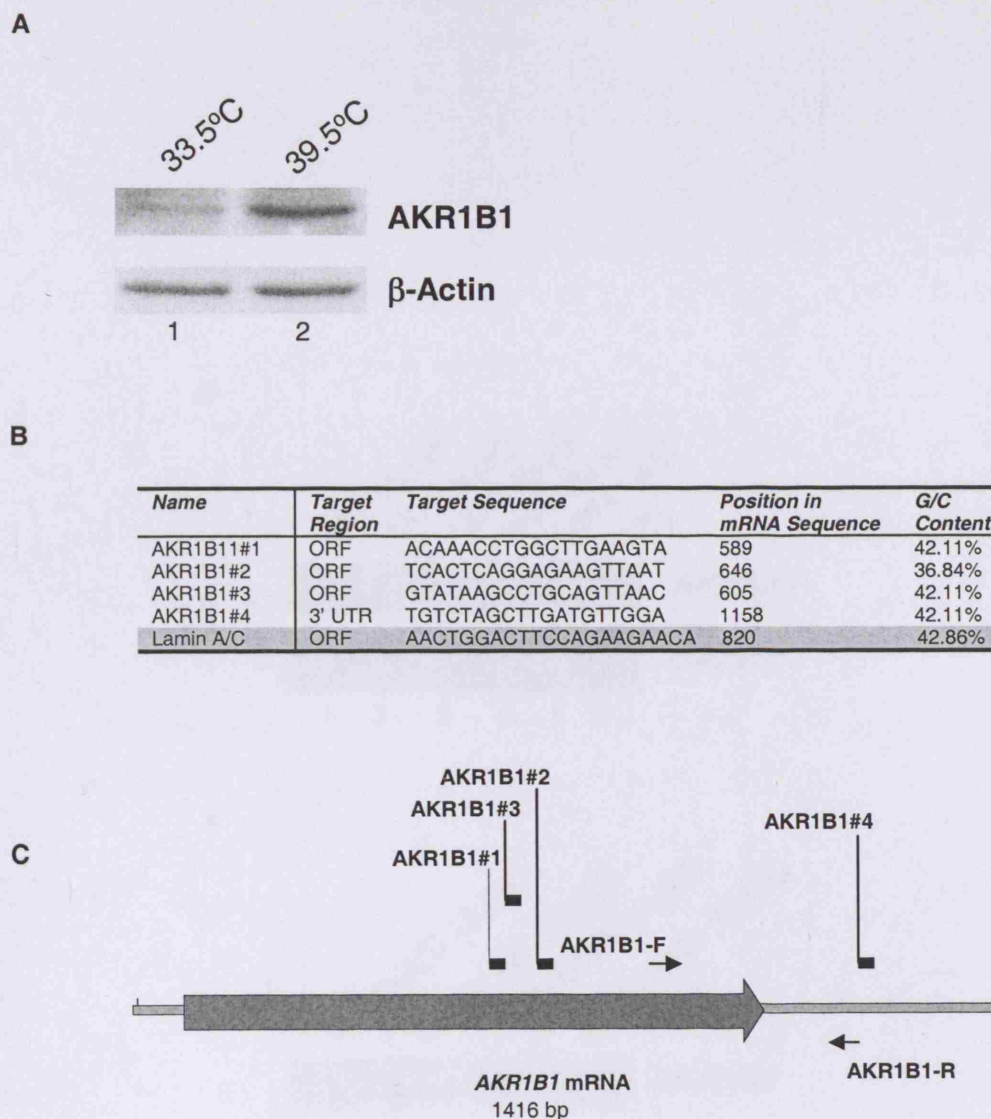 A
33.5ºC 39.5ºC
AKR1B1
β-Actin
1 2
B
Name Target Region Target Sequence Position in mRNA Sequence G/C Content
AKR1B11#1 ORF ACAAACCTGGCTTGAAGTA 589 42.11%
AKR1B1#2 ORF TCACTCAGGAGAAGTTAAT 646 36.84%
AKR1B1#3 ORF GTATAAGCCTGCAGTTAAC 605 42.11%
AKR1B1#4 3' UTR TGTCTAGCTTGATGTTGGA 1158 42.11%
Lamin A/C ORF AACTGGACTTCCAGAAGAACA 820 42.86%
C
AKR1B1#2
AKR1B1#3
AKR1B1#1
AKR1B1#4
AKR1B1-F
AKR1B1-R
AKR1B1 mRNA
1416 bp